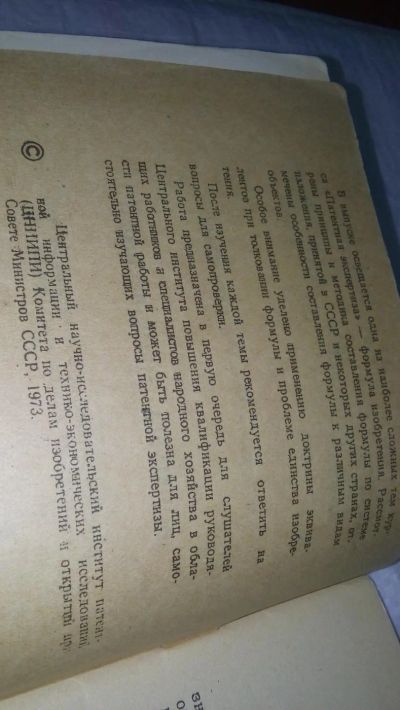 В выпуске освещается одна из наиболее сложных тем кур-
са «Патентная экспертиза» — формула изобретения. Рассмот-
рены принципы и методика составления формулы по системе
изложения, принятой в СССР и некоторых других странах, от-
мечены особенности составления формулы к различным видам
объектов.
Особое внимание уделено применению доктрины эквива-
лентов при толковании формулы и проблеме единства изобре-
тения.
После изучения каждой темы рекомендуется ответить на
вопросы для самопроверки.
Работа предназначена в первую очередь для слушателей
Центрального института повышения квалификации руководя-
щих работников и специалистов народного хозяйства в обла-
сти патентной работы и может быть полезна для лиц, само-
стоятельно изучающих вопросы патентной экспертизы.
© Центральный научно-исследовательский институт патент-
ной информации и технико-экономических исследований
(ЦНИИПИ) Комитета по делам изобретений и открытий при
Совете Министров СССР, 1973.